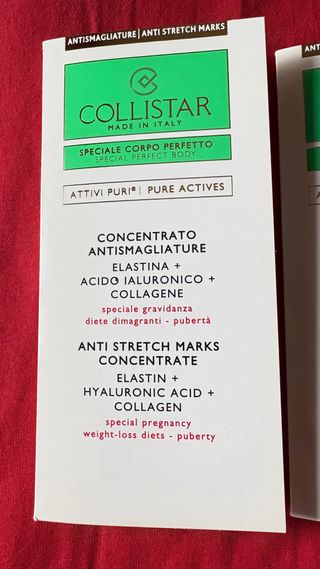 ANTISMAGLIATURE | ANTI STRETCH MARKS
COLLISTAR
MADE IN ITALY
SPECIALE CORPO PERFETTO
SPECIAL PERFECT BODY
ATTIVI PURI® | PURE ACTIVES
CONCENTRATO
ANTISMAGLIATURE
ELASTINA +
ACIDO IALURONICO +
COLLAGENE
speciale gravidanza
diete dimagranti - pubertà
ANTI STRETCH MARKS
CONCENTRATE
ELASTIN +
HYALURONIC ACID +
COLLAGEN
special pregnancy
weight-loss diets - puberty